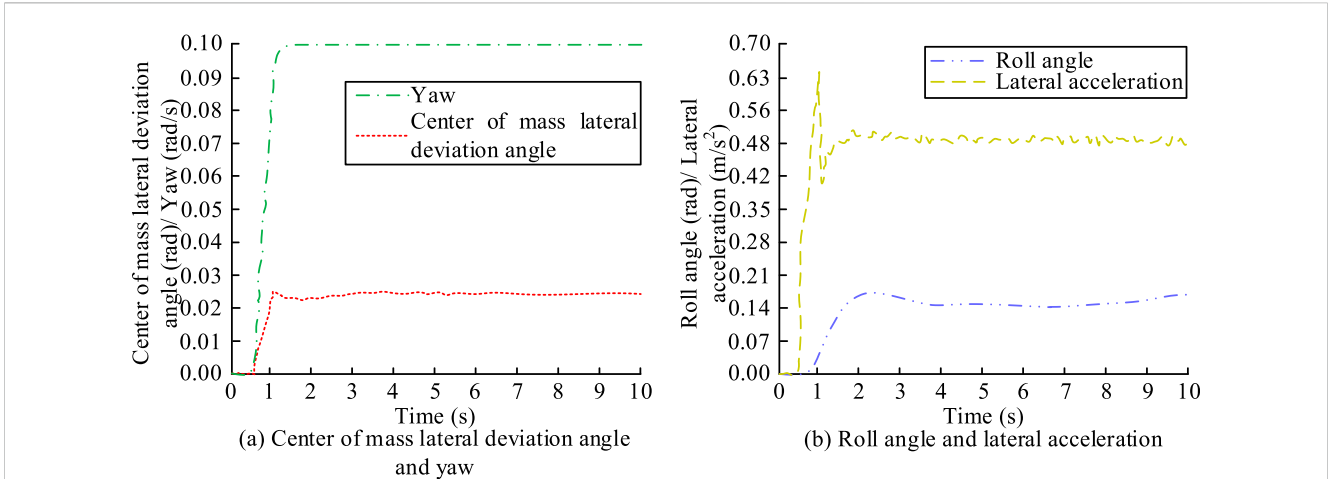 Center of mass lateral deviation
angle (rad)/ Yaw (rad/s)
0.10
0.09
0.08
0.07
0.06
0.05
0.04
0.03
0.02
0.01
0.00
Yaw
Center of mass lateral
deviation angle
0 1 2 3 4 5 6 7 8 9 10
Time (s)
(a) Center of mass lateral deviation angle
and yaw
Roll angle (rad)/ Lateral
acceleration (m/s²)
0.70
0.63
0.56
0.48
0.42
0.35
0.28
0.21
0.14
0.07
0.00
Roll angle
Lateral acceleration
0 1 2 3 4 5 6 7 8 9 10
Time (s)
(b) Roll angle and lateral acceleration